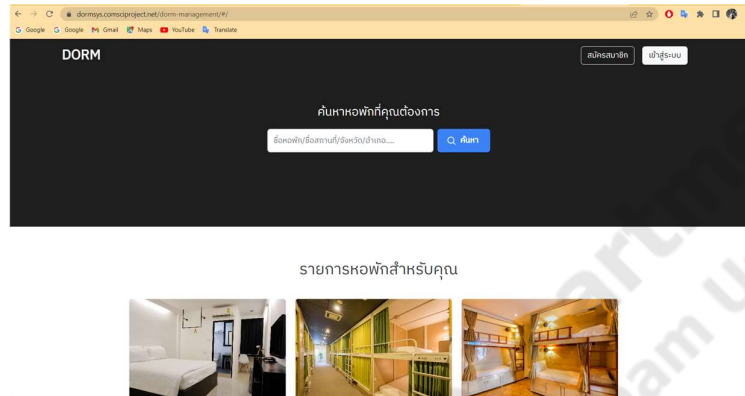 dormsys.comsciproject.net/dorm-management/#/
Google Google Gmail Maps YouTube Translate
DORM สมัครสมาชิก เข้าสู่ระบบ
ค้นหาหอพักที่คุณต้องการ
ชื่อหอพัก/ชื่อสถานที่/จังหวัด/อำเภอ..... ค้นหา
รายการหอพักสำหรับคุณ